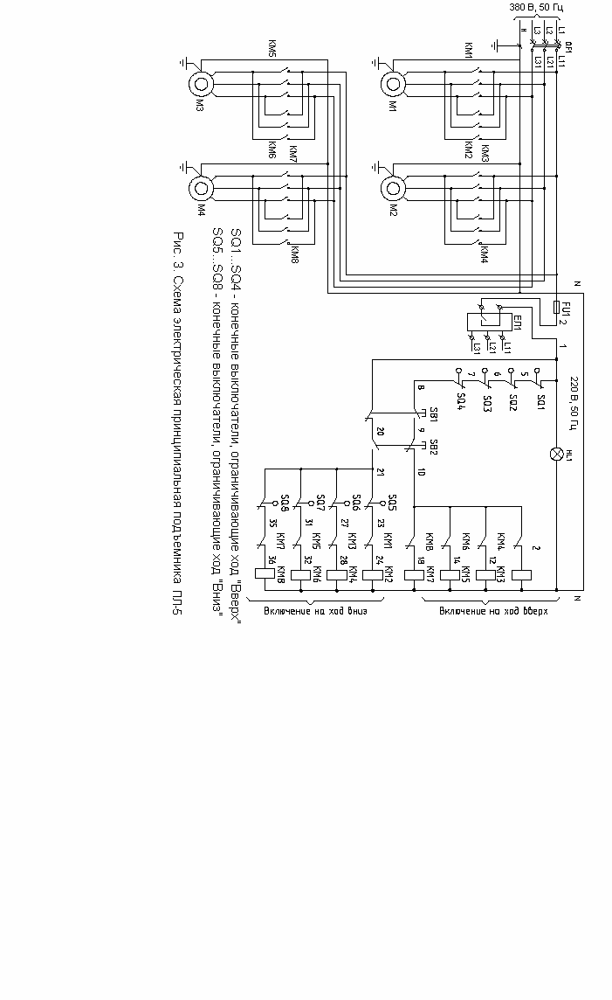 380 В, 50 Гц
L1
L2
L3
N
QF1
L11
L21
L31
KM1
M1
KM2
KM3
M2
KM4
KM5
M3
KM6
KM7
M4
KM8
N
FU1
2
ЕЛ1
L11
L21
L31
1
220 В, 50 Гц
HL1
SQ1
5
SQ2
6
SQ3
7
SQ4
8
SB1
9
SB2
10
20
21
2
KM4
12
KM3
KM6
14
KM5
KM8
18
KM7
SQ5
23
KM1
24
KM2
SQ6
27
KM3
28
KM4
SQ7
31
KM5
32
KM6
SQ8
35
KM7
36
KM8
N
Включение на ход вверх
Включение на ход вниз
SQ1...SQ4 - конечные выключатели, ограничивающие ход "Вверх"
SQ5...SQ8 - конечные выключатели, ограничивающие ход "Вниз"
Рис. 3. Схема электрическая принципиальная подъемника ПЛ-5